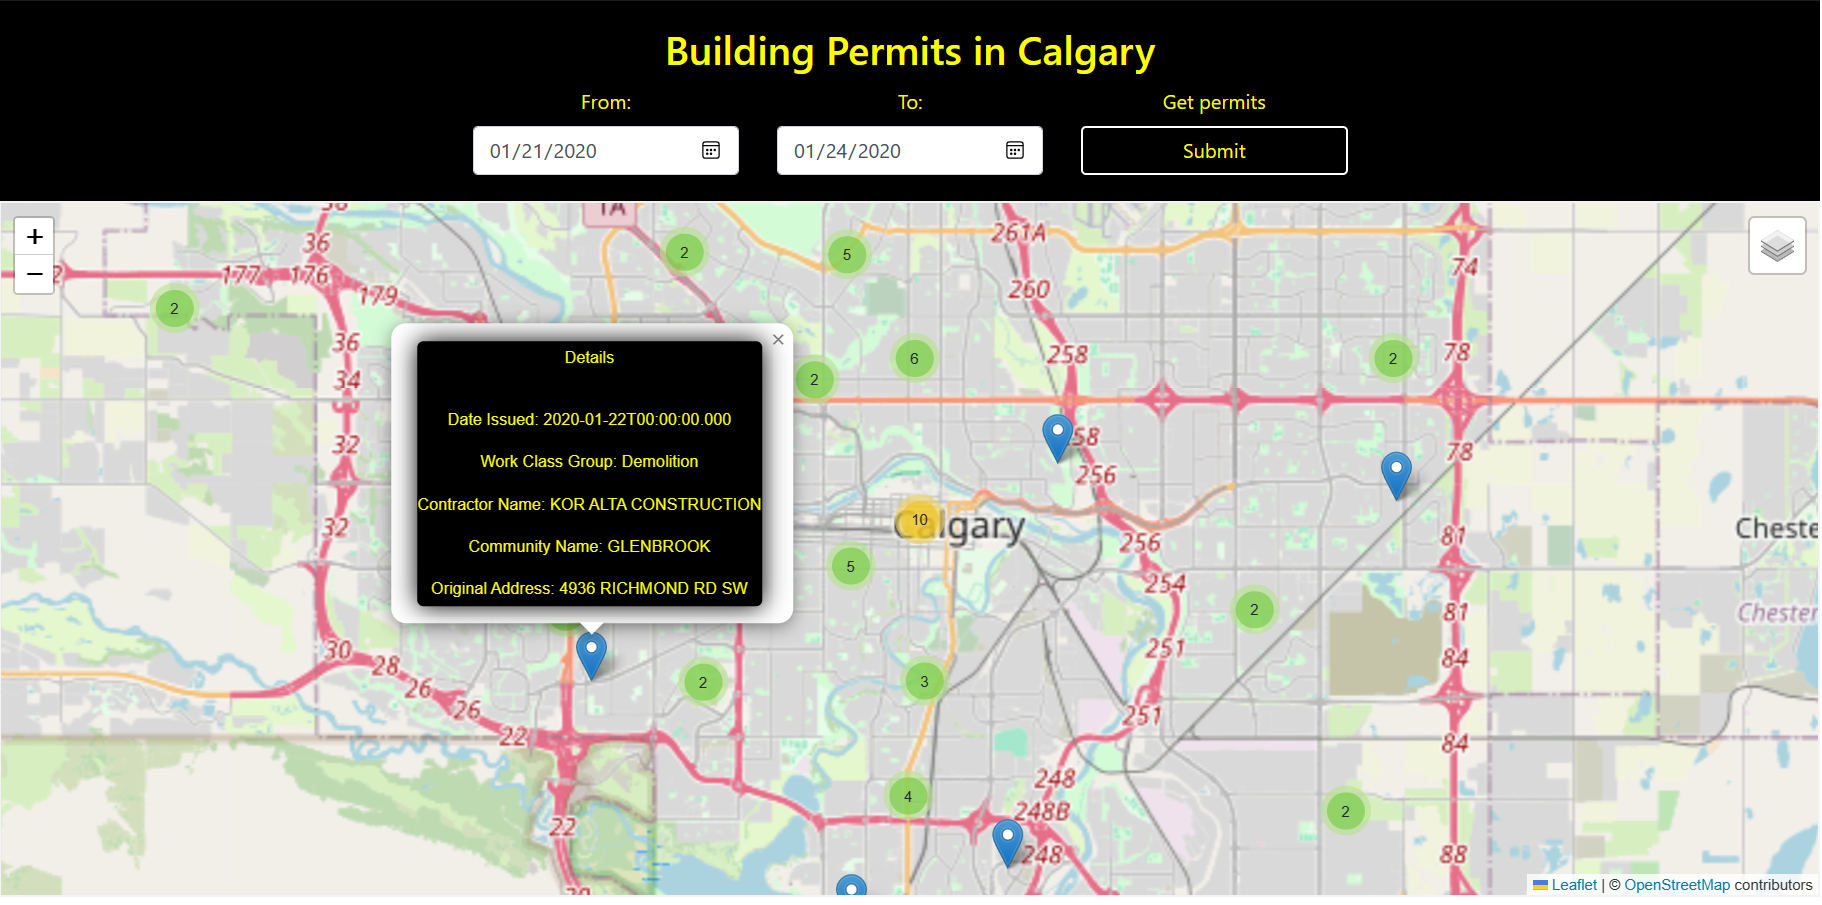 Building Permits in Calgary
From:
To:
Get permits
01/21/2020
01/24/2020
Submit
+
−
1A
36
261A
2
5
36
177
176
74
179
260
2
36
258
78
6
2
2
34
×
Details
Date Issued: 2020-01-22T00:00:00.000
Work Class Group: Demolition
Contractor Name: KOR ALTA CONSTRUCTION
Community Name: GLENBROOK
Original Address: 4936 RICHMOND RD SW
32
58
78
256
10
Calgary
32
256
81
Cheste
5
254
2
81
Chester
30
28
251
84
26
2
3
26
251
22
84
248
4
248B
2
22
248
88
Leaflet | © OpenStreetMap contributors